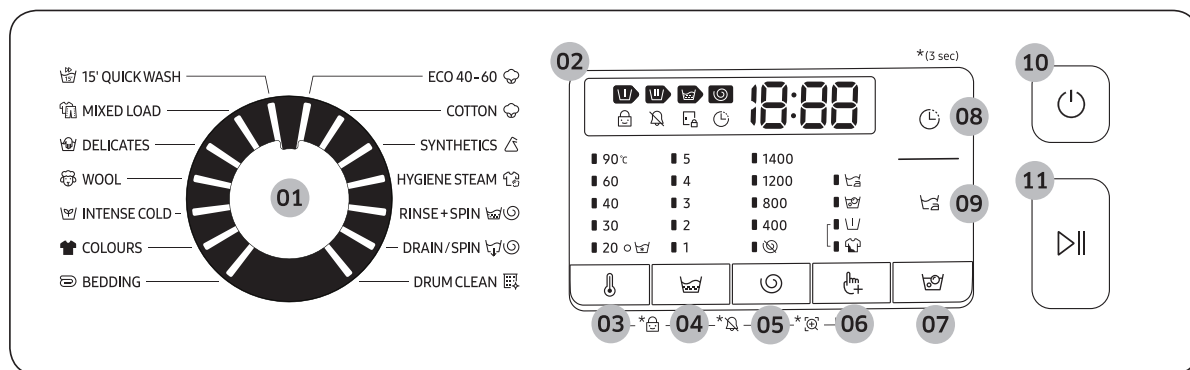 15' QUICK WASH
MIXED LOAD
DELICATES
WOOL
INTENSE COLD
COLOURS
BEDDING
01
ECO 40-60
COTTON
SYNTHETICS
HYGIENE STEAM
RINSE+SPIN
DRAIN/SPIN
DRUM CLEAN
02
18:88
*(3 sec)
90℃ 5 1400
60 4 1200
40 3 800
30 2 400
20 1
03 * 04 * 05 * 06 07
08
09
10
11